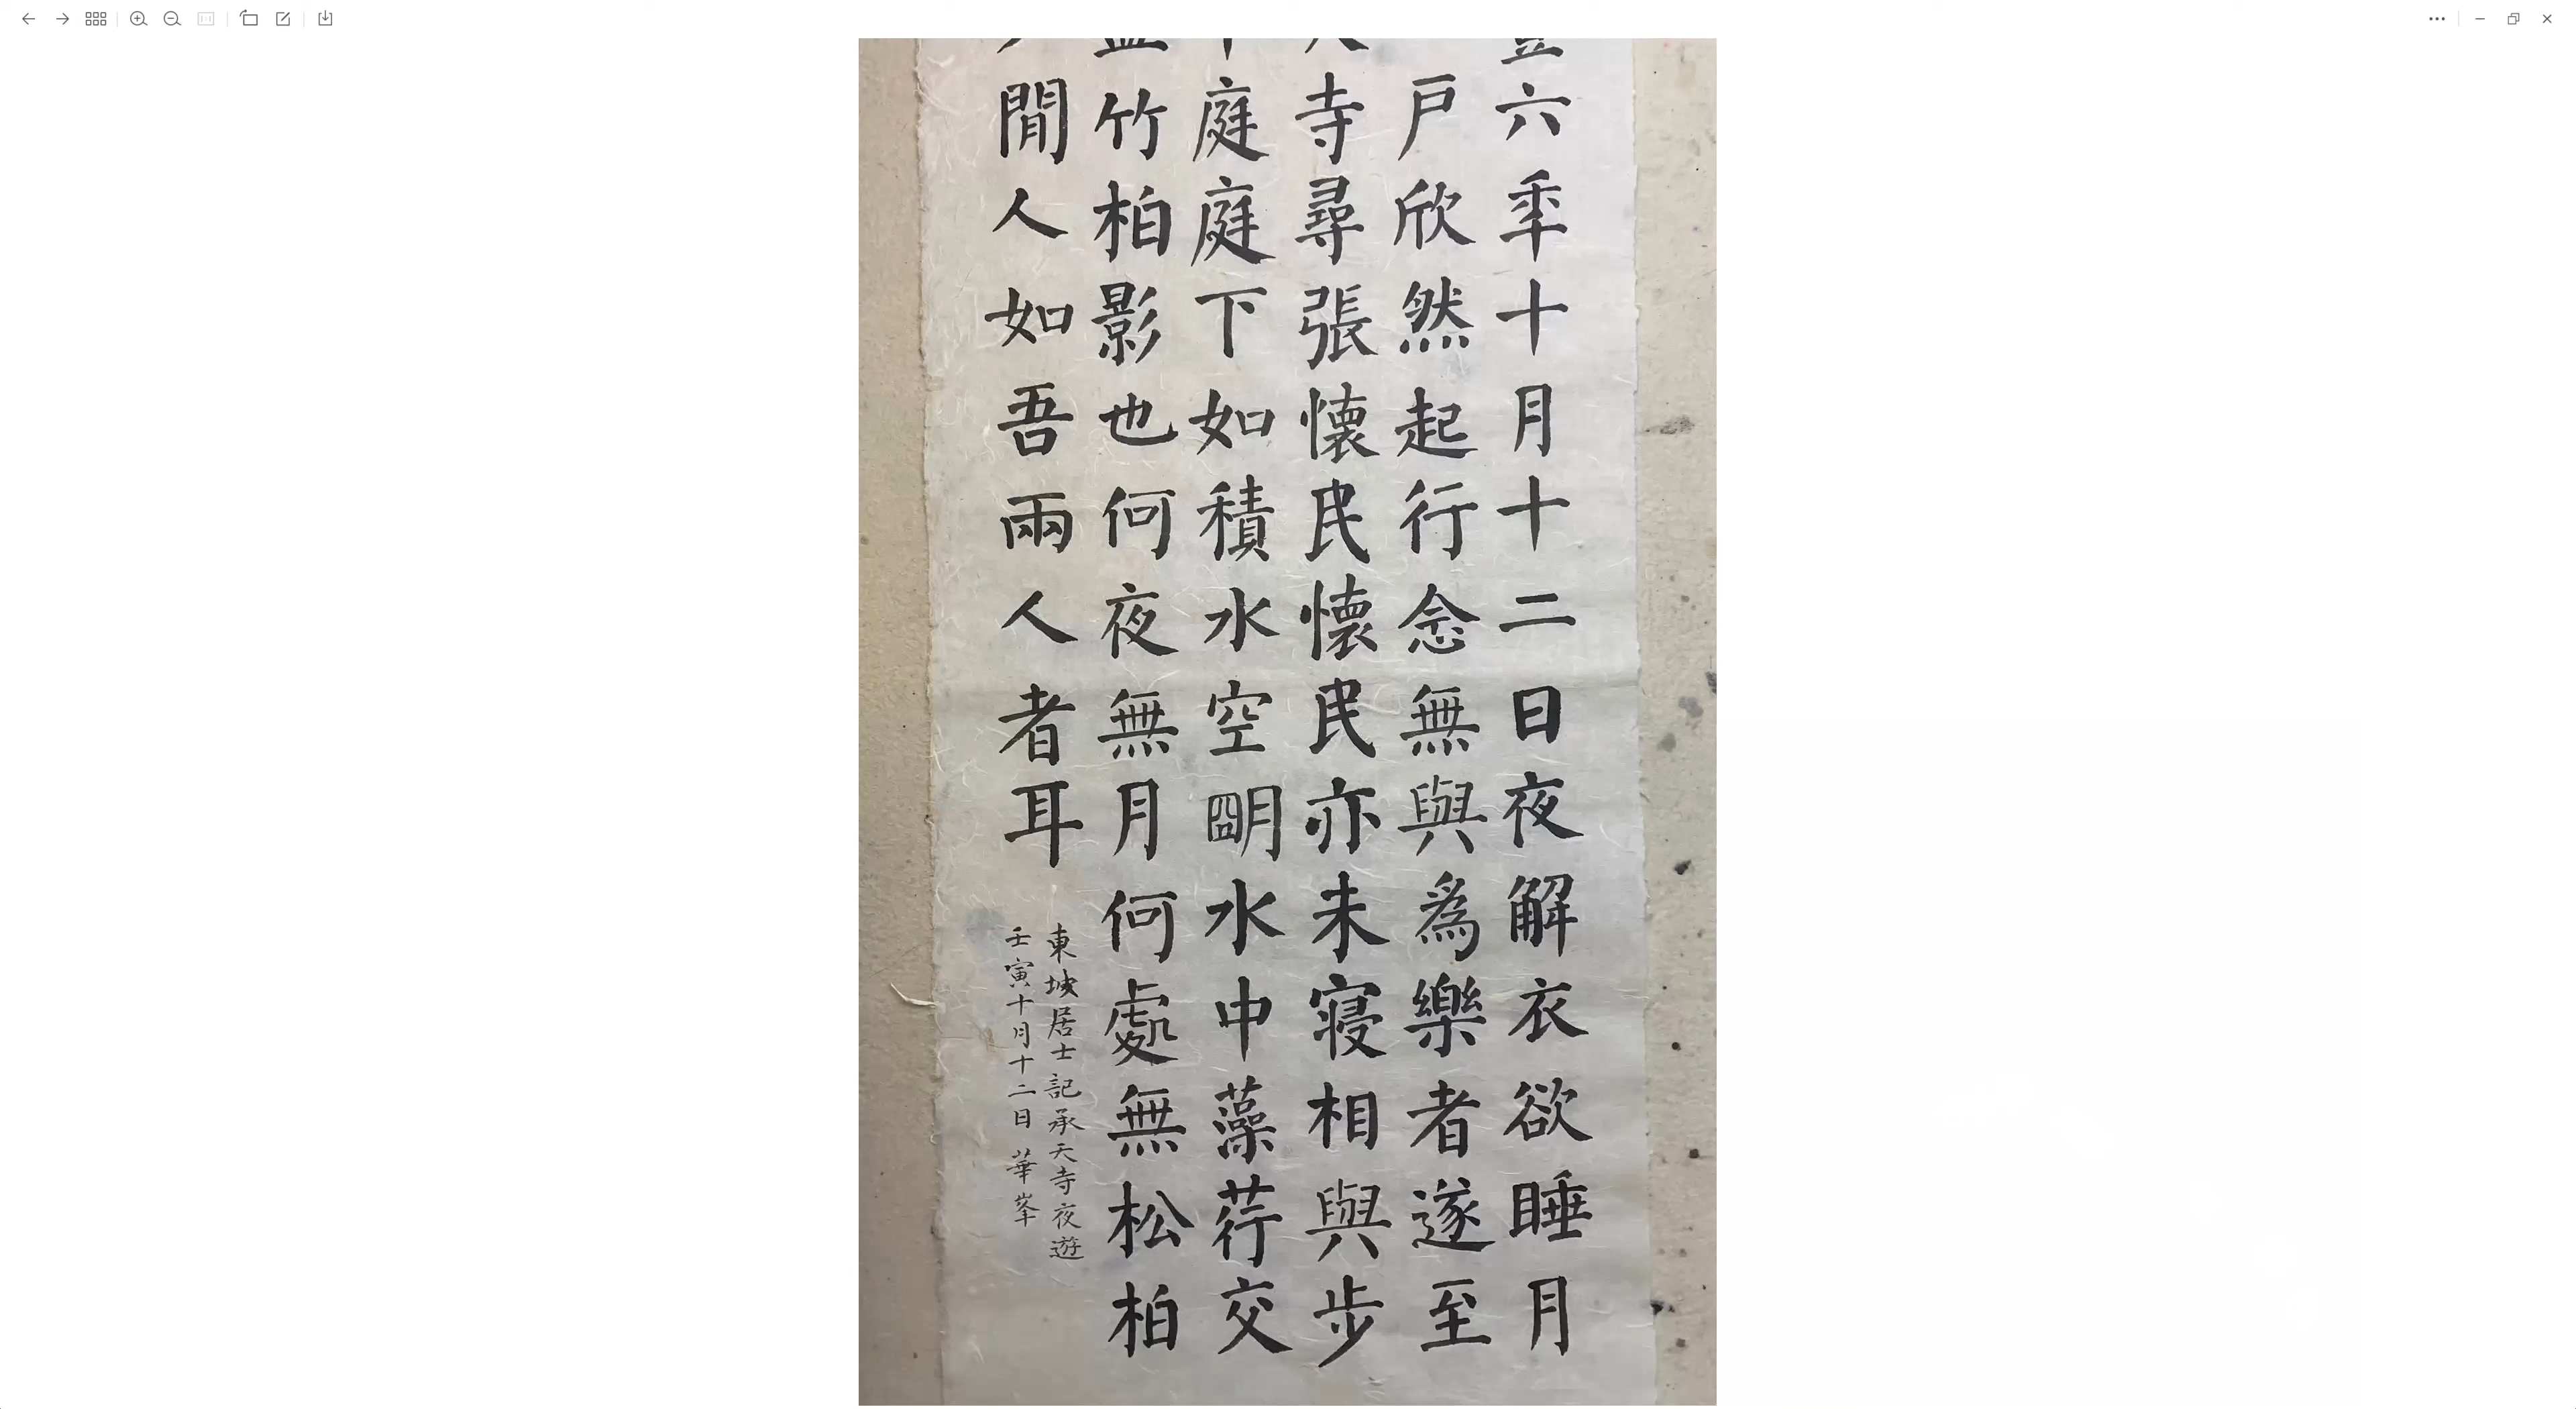 六秊十月十二日夜解衣欲睡月
戶欣然起行念無與爲樂者遂至
寺尋張懷民懷民亦未寢相與步
庭庭下如積水空朙水中藻荇交
竹柏影也何夜無月何處無松柏
閒人如吾兩人者耳
東坡居士記承天寺夜遊
壬寅十月十二日 華峯